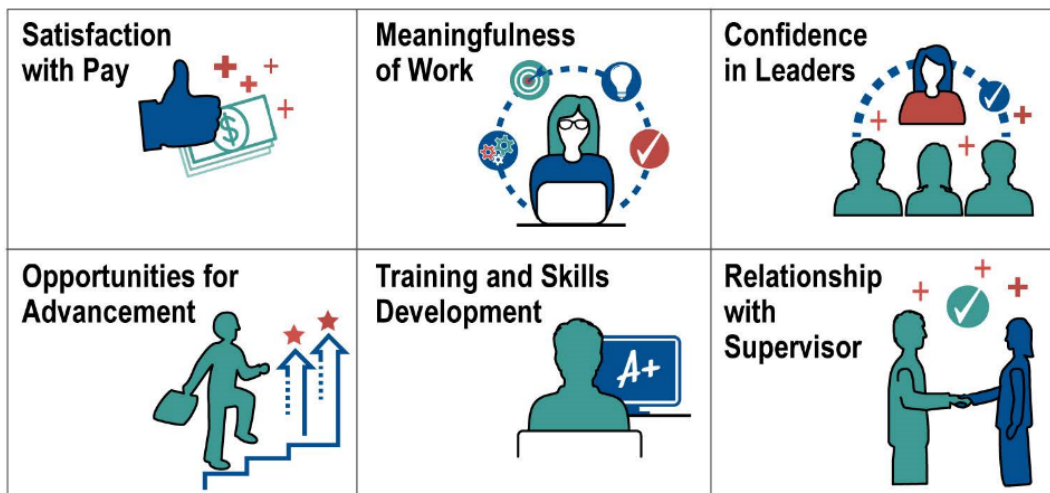 Satisfaction
with Pay
$
Meaningfulness
of Work
Confidence
in Leaders
Opportunities for
Advancement
Training and Skills
Development
A+
Relationship
with
Supervisor